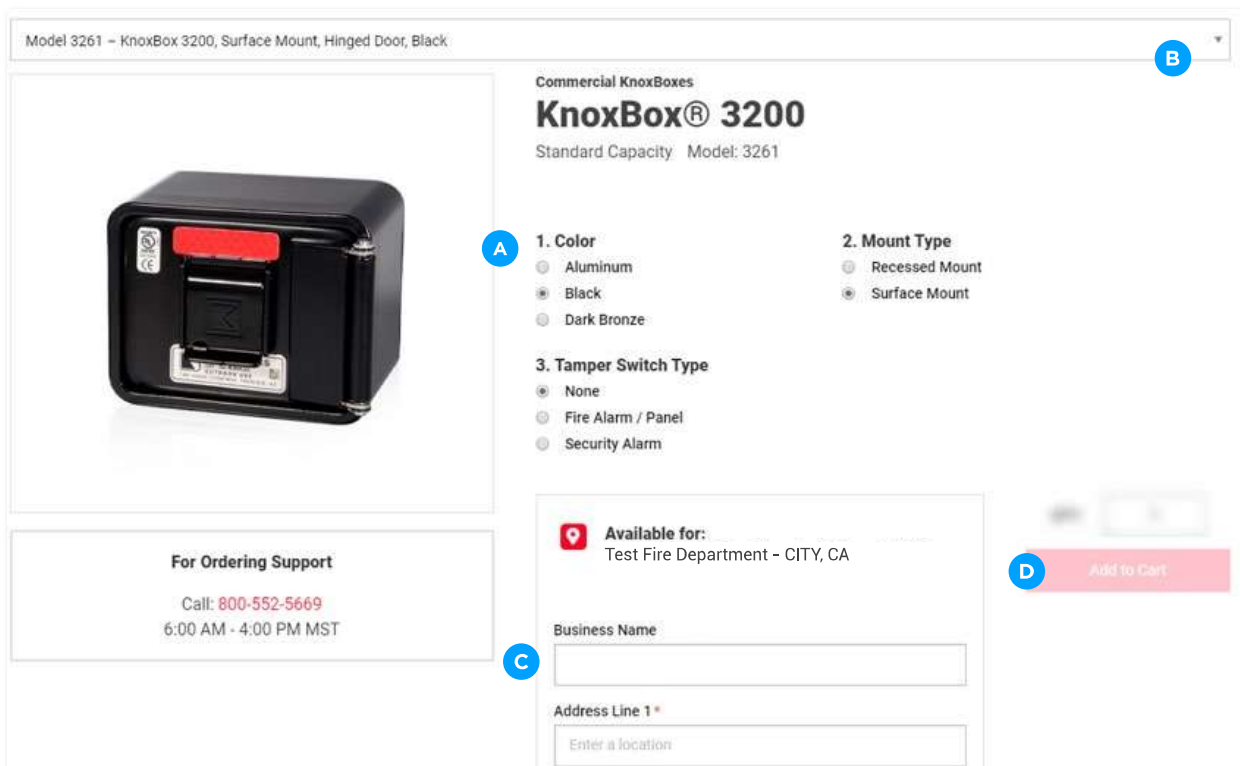 Model 3261 – KnoxBox 3200, Surface Mount, Hinged Door, Black
B
Commercial KnoxBoxes
KnoxBox® 3200
Standard Capacity Model: 3261
A
1. Color
Aluminum
Black
Dark Bronze
2. Mount Type
Recessed Mount
Surface Mount
3. Tamper Switch Type
None
Fire Alarm / Panel
Security Alarm
For Ordering Support
Call: 800-552-5669
6:00 AM - 4:00 PM MST
Available for:
Test Fire Department – CITY, CA
D
Add to Cart
C
Business Name
Address Line 1*
Enter a location